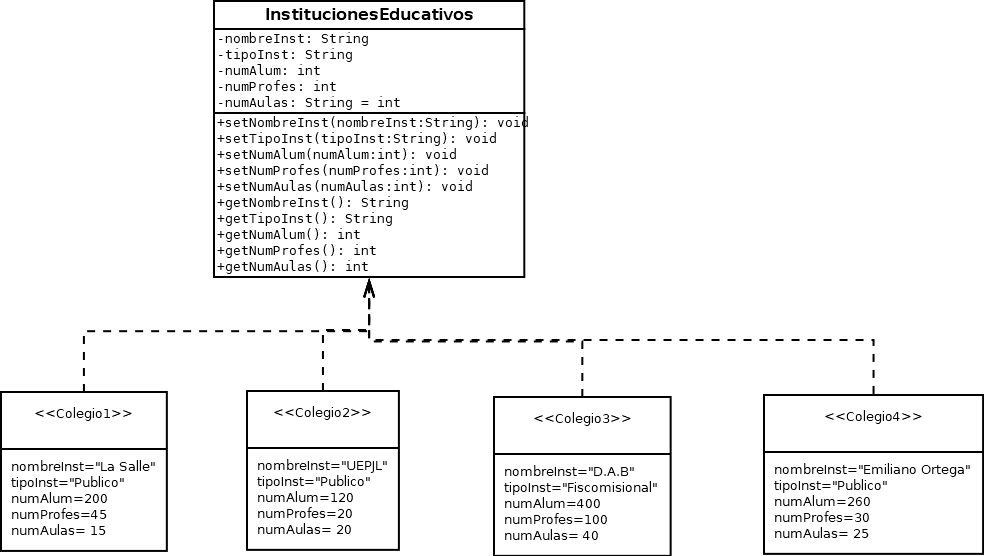 InstitucionesEducativos
-nombreInst: String
-tipoInst: String
-numAlum: int
-numProfes: int
-numAulas: String = int
+setNombreInst(nombreInst:String): void
+setTipoInst(tipoInst:String): void
+setNumAlum(numAlum:int): void
+setNumProfes(numProfes:int): void
+setNumAulas(numAulas:int): void
+getNombreInst(): String
+getTipoInst(): String
+getNumAlum(): int
+getNumProfes(): int
+getNumAulas(): int
<<Colegio1>>
nombreInst="La Salle"
tipoInst="Publico"
numAlum=200
numProfes=45
numAulas= 15
<<Colegio2>>
nombreInst="UEPJL"
tipoInst="Publico"
numAlum=120
numProfes=20
numAulas= 20
<<Colegio3>>
nombreInst="D.A.B"
tipoInst="Fiscomisional"
numAlum=400
numProfes=100
numAulas= 40
<<Colegio4>>
nombreInst="Emiliano Ortega"
tipoInst="Publico"
numAlum=260
numProfes=30
numAulas= 25